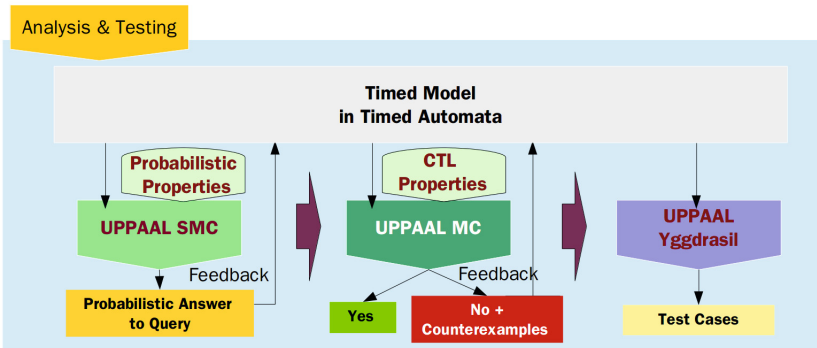 Analysis & Testing
Timed Model
in Timed Automata
Probabilistic
Properties
CTL
Properties
UPPAAL SMC
UPPAAL MC
UPPAAL
Yggdrasil
Feedback
Feedback
Probabilistic Answer
to Query
Yes
No +
Counterexamples
Test Cases